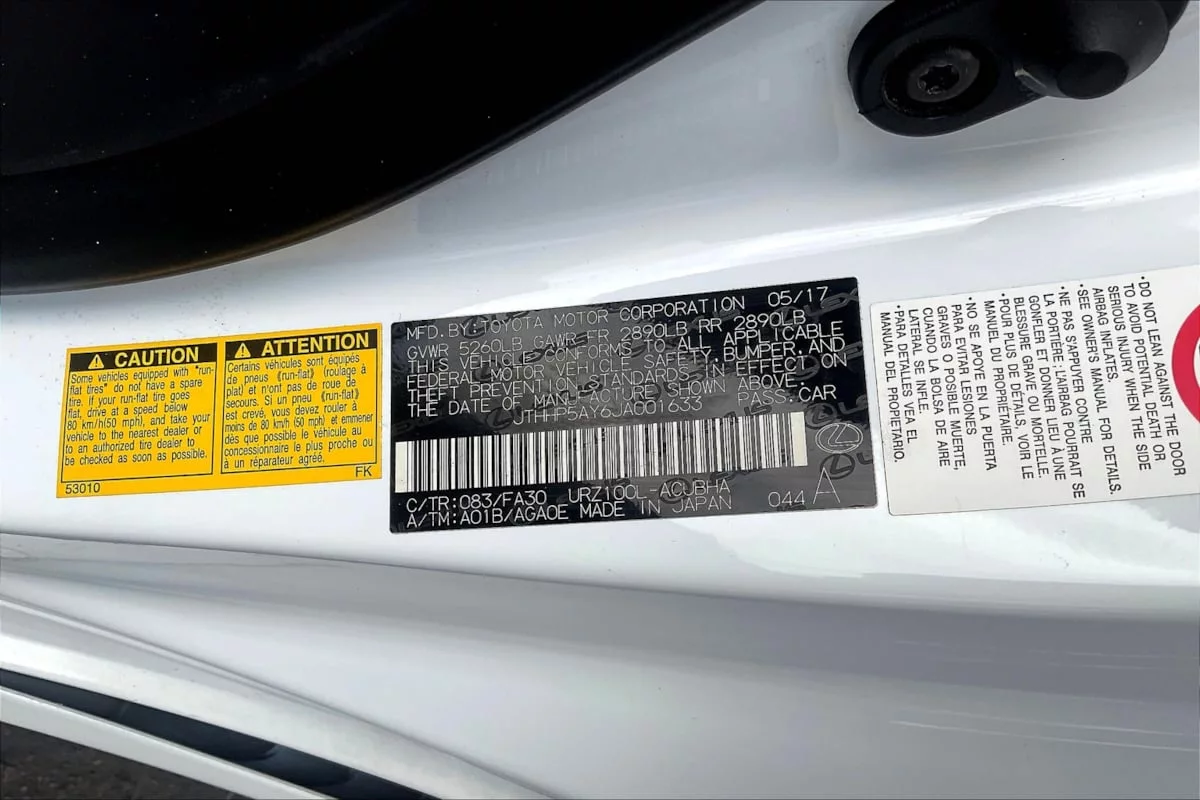 CAUTION
Some vehicles equipped with "run-
flat tires" do not have a spare
tire. If your run-flat tire goes
flat, drive at a speed below
80 km/h(50 mph), and take your
vehicle to the nearest dealer or
to an authorized tire dealer to
be checked as soon as possible.
53010
ATTENTION
Certains véhicules sont équipés
de pneus《run-flat》(roulage à
plat) et n'ont pas de roue de
secours. Si un pneu《run-flat》
est crevé, vous devez rouler à
moins de 80 km/h (50 mph) et emmener
dès que possible le véhicule au
concessionnaire le plus proche ou
à un réparateur agréé.
FK
MFD. BY: TOYOTA MOTOR CORPORATION 05/17
GVWR 5260LB GAWR FR 2890LB RR 2890LB
THIS VEHICLE CONFORMS TO ALL APPLICABLE
FEDERAL MOTOR VEHICLE SAFETY, BUMPER, AND
THEFT PREVENTION STANDARDS IN EFFECT ON
THE DATE OF MANUFACTURE SHOWN ABOVE.
JTHHP5AY6JA001633 PASS. CAR
C/TR: 083/FA30 URZ100L-ACUBHA
A/TM: A01B/AGA0E MADE IN JAPAN 044 A
•DO NOT LEAN AGAINST THE DOOR
TO AVOID POTENTIAL DEATH OR
SERIOUS INJURY WHEN THE SIDE
AIRBAG INFLATES.
•SEE OWNER'S MANUAL FOR DETAILS.
•NE PAS S'APPUYER CONTRE
LA PORTIÈRE : L'AIRBAG POURRAIT SE
GONFLER ET DONNER LIEU À UNE
BLESSURE GRAVE OU MORTELLE.
•POUR PLUS DE DÉTAILS, VOIR LE
MANUEL DU PROPRIÉTAIRE.
•NO SE APOYE EN LA PUERTA
PARA EVITAR LESIONES
GRAVES O POSIBLE MUERTE,
CUANDO LA BOLSA DE AIRE
LATERAL SE INFLE.
•PARA DETALLES VEA EL
MANUAL DEL PROPIETARIO.